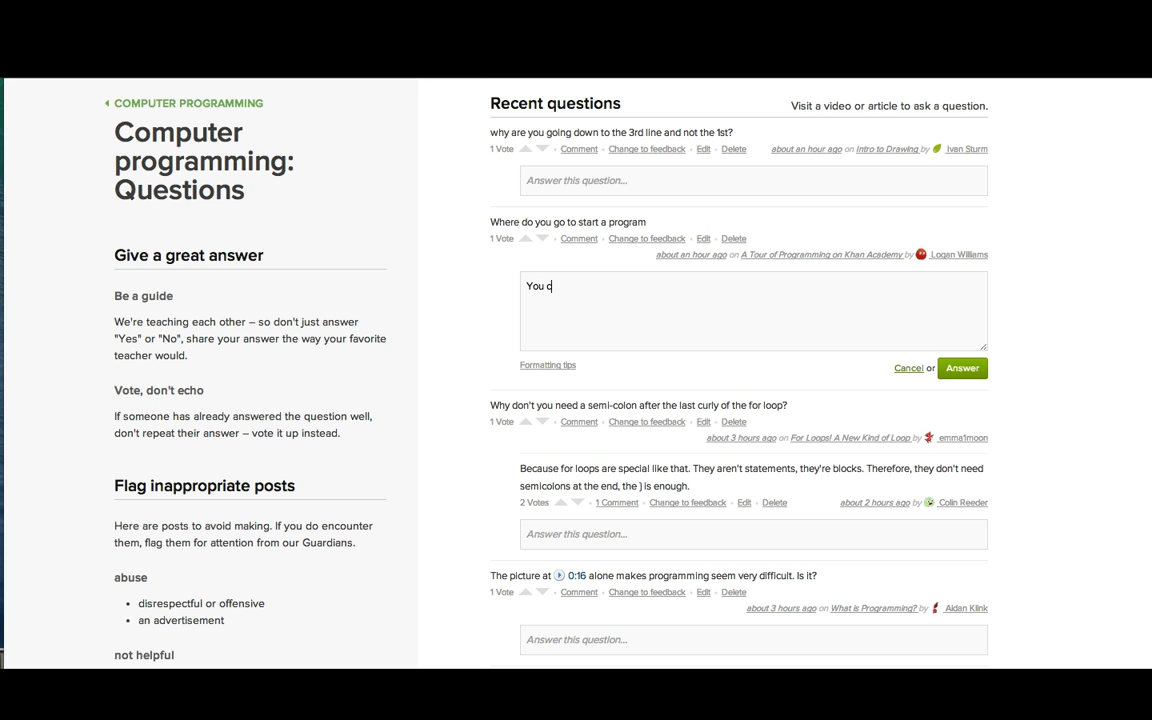 COMPUTER PROGRAMMING
Computer
programming:
Questions
Give a great answer
Be a guide
We're teaching each other – so don't just answer
"Yes" or "No", share your answer the way your favorite
teacher would.
Vote, don't echo
If someone has already answered the question well,
don't repeat their answer – vote it up instead.
Flag inappropriate posts
Here are posts to avoid making. If you do encounter
them, flag them for attention from our Guardians.
abuse
• disrespectful or offensive
• an advertisement
not helpful
Recent questions Visit a video or article to ask a question.
why are you going down to the 3rd line and not the 1st?
1 Vote • Comment • Change to feedback • Edit • Delete about an hour ago on Intro to Drawing by Ivan Sturm
Answer this question...
Where do you go to start a program
1 Vote • Comment • Change to feedback • Edit • Delete
about an hour ago on A Tour of Programming on Khan Academy by Logan Williams
You c
Formatting tips Cancel or Answer
Why don't you need a semi-colon after the last curly of the for loop?
1 Vote • Comment • Change to feedback • Edit • Delete
about 3 hours ago on For Loops! A New Kind of Loop by emma1moon
Because for loops are special like that. They aren't statements, they're blocks. Therefore, they don't need
semicolons at the end, the } is enough.
2 Votes • 1 Comment • Change to feedback • Edit • Delete about 2 hours ago by Colin Reeder
Answer this question...
The picture at 0:16 alone makes programming seem very difficult. Is it?
1 Vote • Comment • Change to feedback • Edit • Delete
about 3 hours ago on What is Programming? by Aidan Klink
Answer this question...